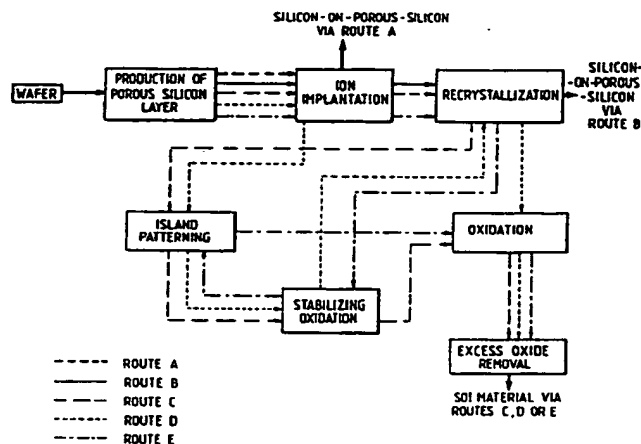 SILICON-ON-POROUS-SILICON
VIA ROUTE A
SILICON-
ON-POROUS
-SILICON
VIA
ROUTE B
WAFER
PRODUCTION OF
POROUS SILICON
LAYER
ION
IMPLANTATION
RECRYSTALLIZATION
ISLAND
PATTERNING
OXIDATION
STABILIZING
OXIDATION
EXCESS OXIDE
REMOVAL
SOI MATERIAL VIA
ROUTES C, D OR E
ROUTE A
ROUTE B
ROUTE C
ROUTE D
ROUTE E